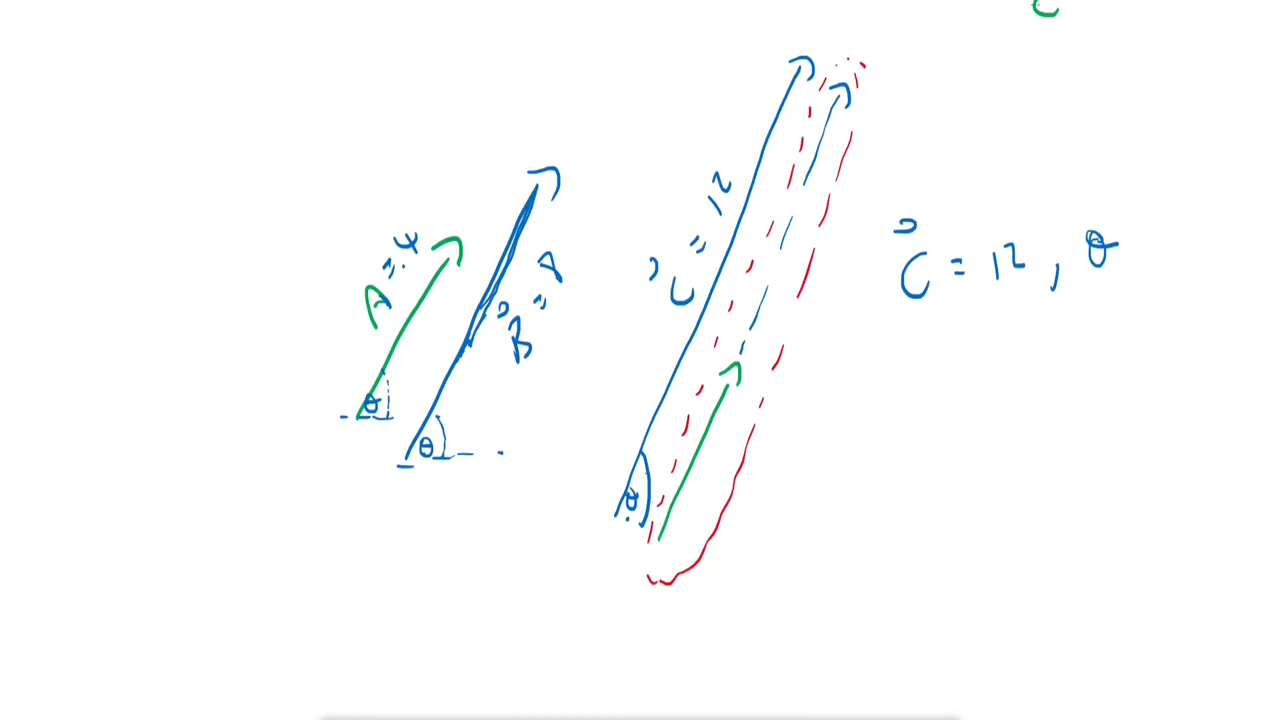 C
A = 4
θ
B⃗ = 8
θ
C⃗ = 12
θ
C⃗ = 12, θ